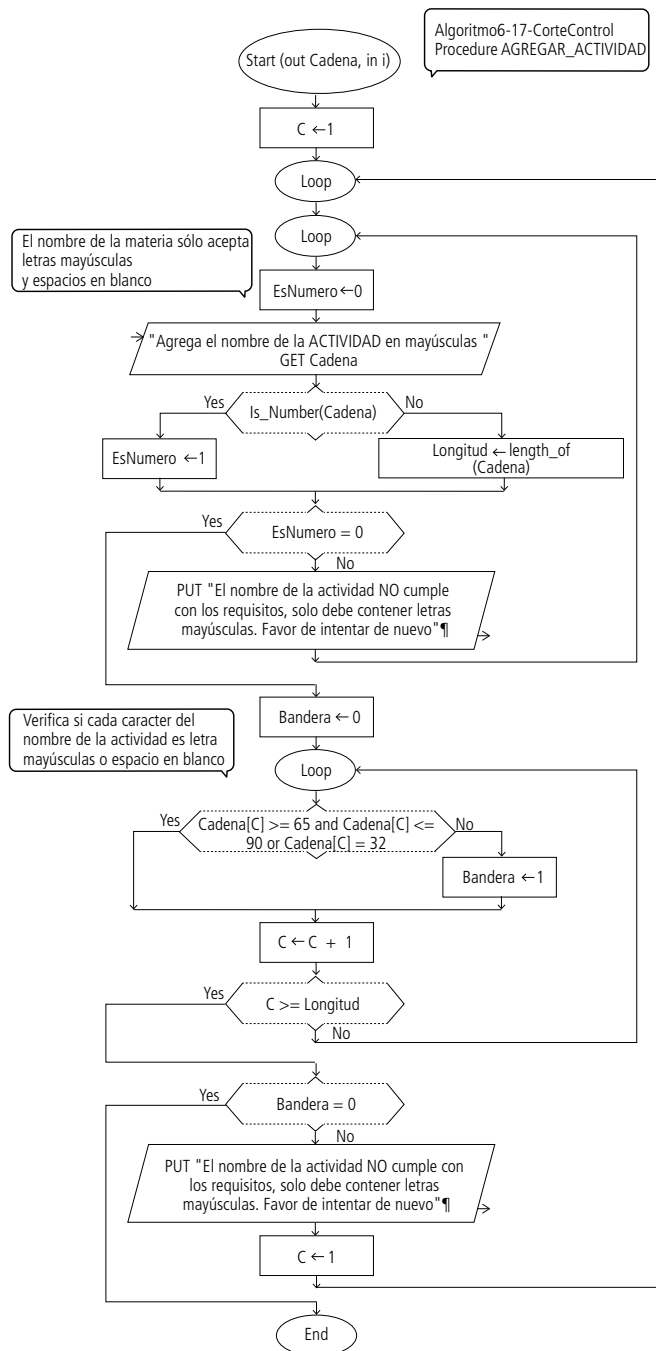 Algoritmo6-17-CorteControl
Procedure AGREGAR_ACTIVIDAD
Start (out Cadena, in i)
C ←1
Loop
Loop
El nombre de la materia sólo acepta
letras mayúsculas
y espacios en blanco
EsNumero ←0
"Agrega el nombre de la ACTIVIDAD en mayúsculas "
GET Cadena
Yes
Is_Number(Cadena)
No
EsNumero ←1
Longitud ← length_of
(Cadena)
Yes
EsNumero = 0
No
PUT "El nombre de la actividad NO cumple
con los requisitos, solo debe contener letras
mayúsculas. Favor de intentar de nuevo"¶
Bandera ← 0
Verifica si cada caracter del
nombre de la actividad es letra
mayúsculas o espacio en blanco
Loop
Yes
Cadena[C] >= 65 and Cadena[C] <=
90 or Cadena[C] = 32
No
Bandera ←1
C ← C + 1
Yes
C >= Longitud
No
Yes
Bandera = 0
No
PUT "El nombre de la actividad NO cumple con
los requisitos, solo debe contener letras
mayúsculas. Favor de intentar de nuevo"¶
C ← 1
End